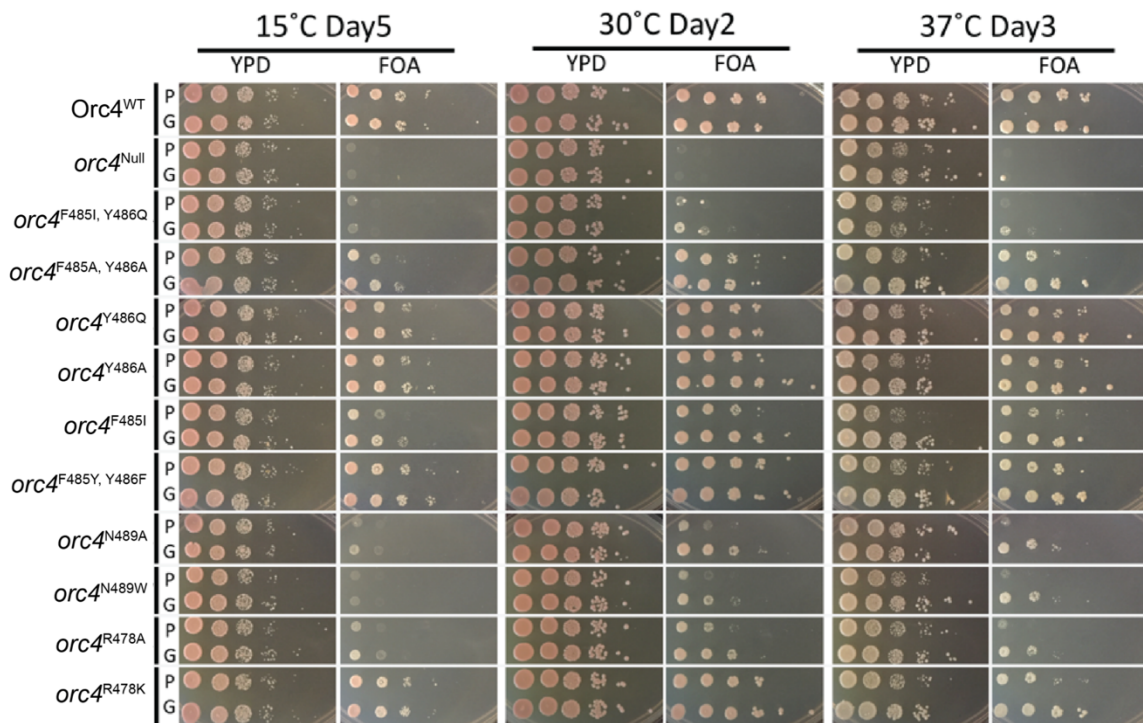 15˚C Day5 30˚C Day2 37˚C Day3
YPD FOA YPD FOA YPD FOA
Orc4WT P
G
orc4Null P
G
orc4F485I, Y486Q P
G
orc4F485A, Y486A P
G
orc4Y486Q P
G
orc4Y486A P
G
orc4F485I P
G
orc4F485Y, Y486F P
G
orc4N489A P
G
orc4N489W P
G
orc4R478A P
G
orc4R478K P
G